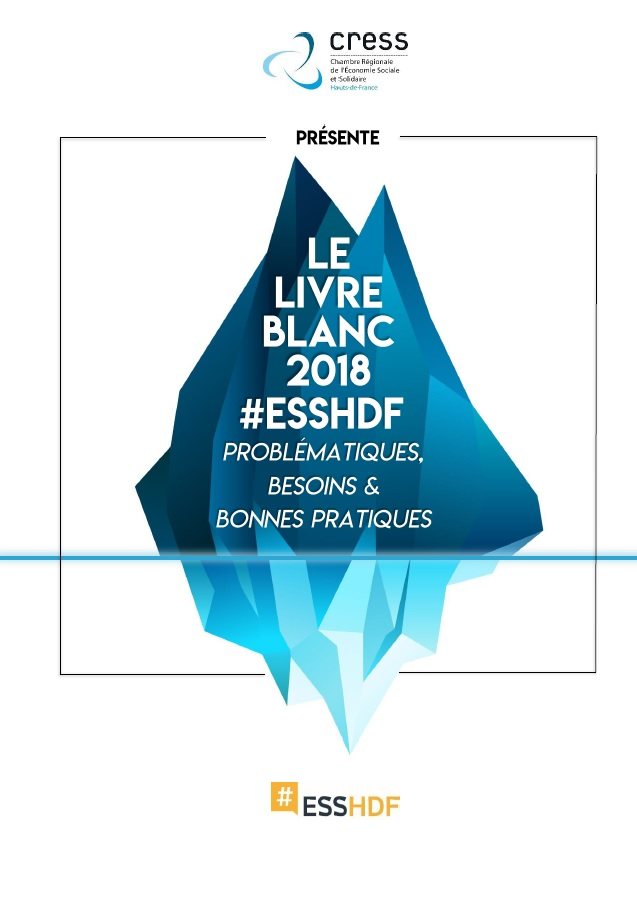 cress
Chambre Régionale
de l'Économie Sociale
et Solidaire
Hauts-de-France
PRÉSENTE
LE
LIVRE
BLANC
2018
#ESSHDF
PROBLÉMATIQUES,
BESOINS &
BONNES PRATIQUES
# ESSHDF